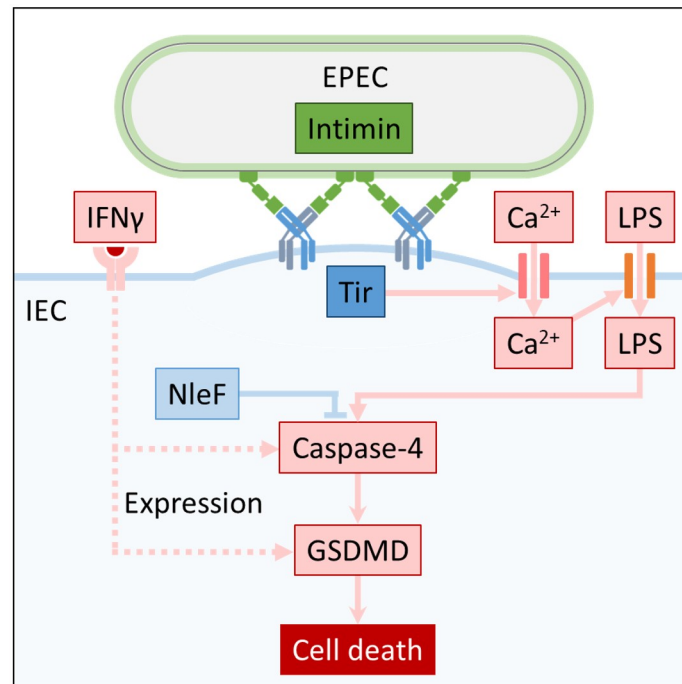 EPEC
Intimin
IFNγ
Ca²⁺
LPS
IEC
Tir
Ca²⁺
LPS
NleF
Caspase-4
Expression
GSDMD
Cell death